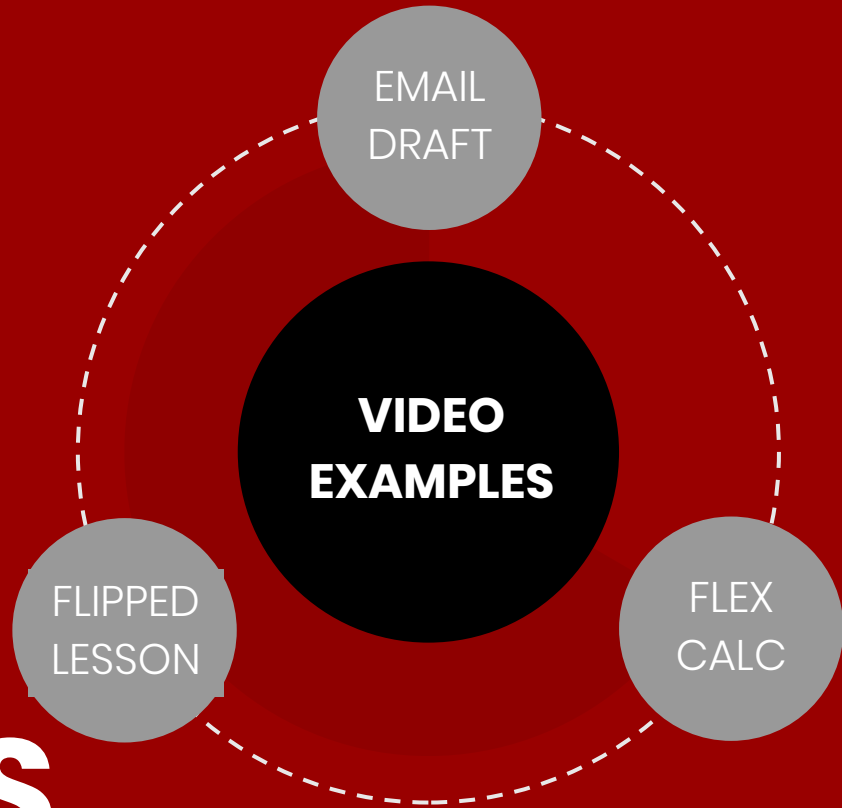 EMAIL
DRAFT
VIDEO
EXAMPLES
FLIPPED
LESSON
FLEX
CALC
S